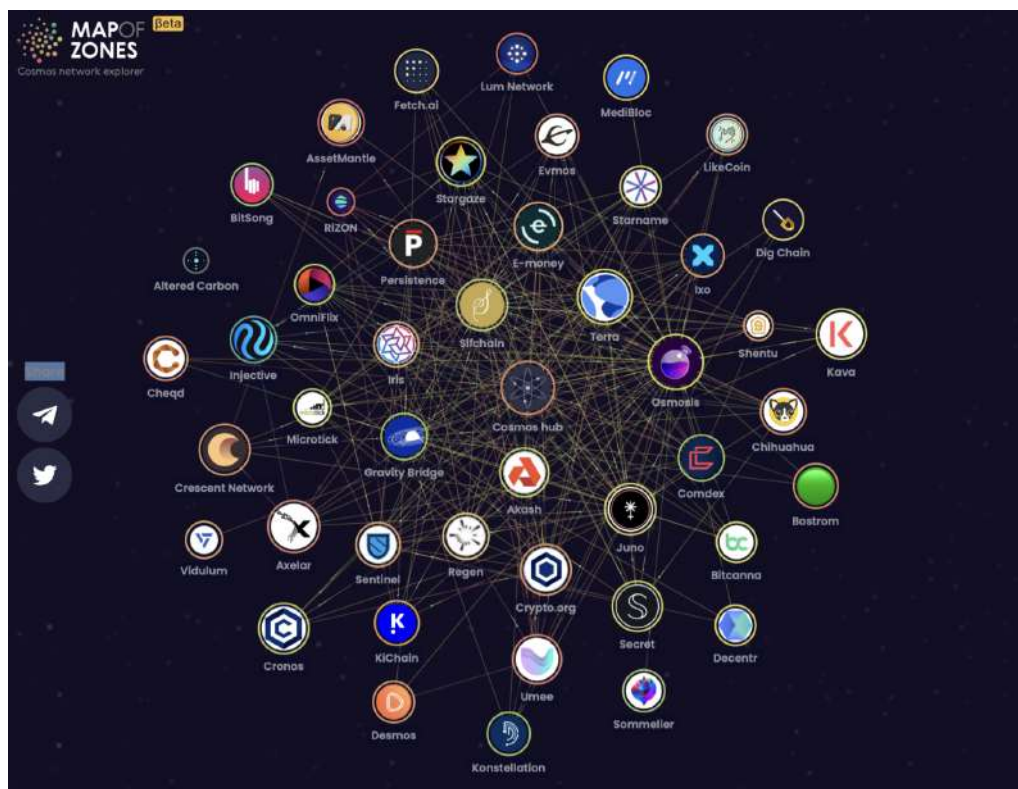 MAPOF
ZONES
βeta
Cosmos network explorer
Lum Network
Fetch.ai
MediBloc
AssetMantle
Evmos
LikeCoin
Stargaze
BitSong
RIZON
Starname
Dig Chain
Persistence
E-money
Ixo
Altered Carbon
OmniFlix
Sifchain
Terra
Shentu
Kava
Injective
Iris
Cheqd
Share
Osmosis
Microtick
Cosmos hub
Chihuahua
Gravity Bridge
Crescent Network
Akash
Comdex
Bostrom
Axelar
Juno
Vidulum
Sentinel
Regen
Bitcanna
Crypto.org
Cronos
KiChain
Secret
Decentr
Umee
Desmos
Sommelier
Konstellation